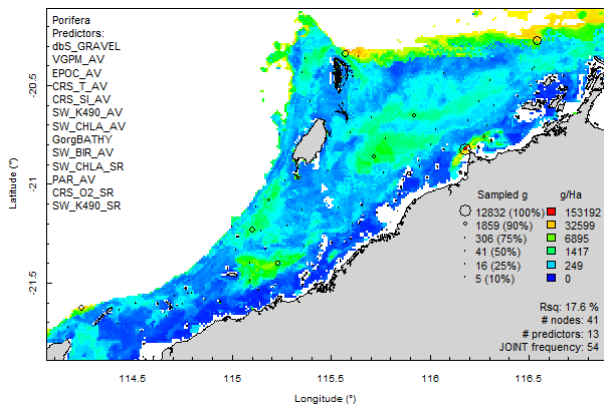 Porifera
Predictors:
dbS_GRAVEL
VGPM_AV
EPOC_AV
CRS_T_AV
CRS_SI_AV
SW_K490_AV
SW_CHLA_AV
GorgBATHY
SW_BIR_AV
SW_CHLA_SR
PAR_AV
CRS_O2_SR
SW_K490_SR
-20.5
-21
-21.5
Latitude (°)
Sampled g g/Ha
12832 (100%) 153192
1859 (90%) 32599
306 (75%) 6895
41 (50%) 1417
16 (25%) 249
5 (10%) 0
Rsq: 17.6 %
# nodes: 41
# predictors: 13
JOINT frequency: 54
114.5 115 115.5 116 116.5
Longitude (°)